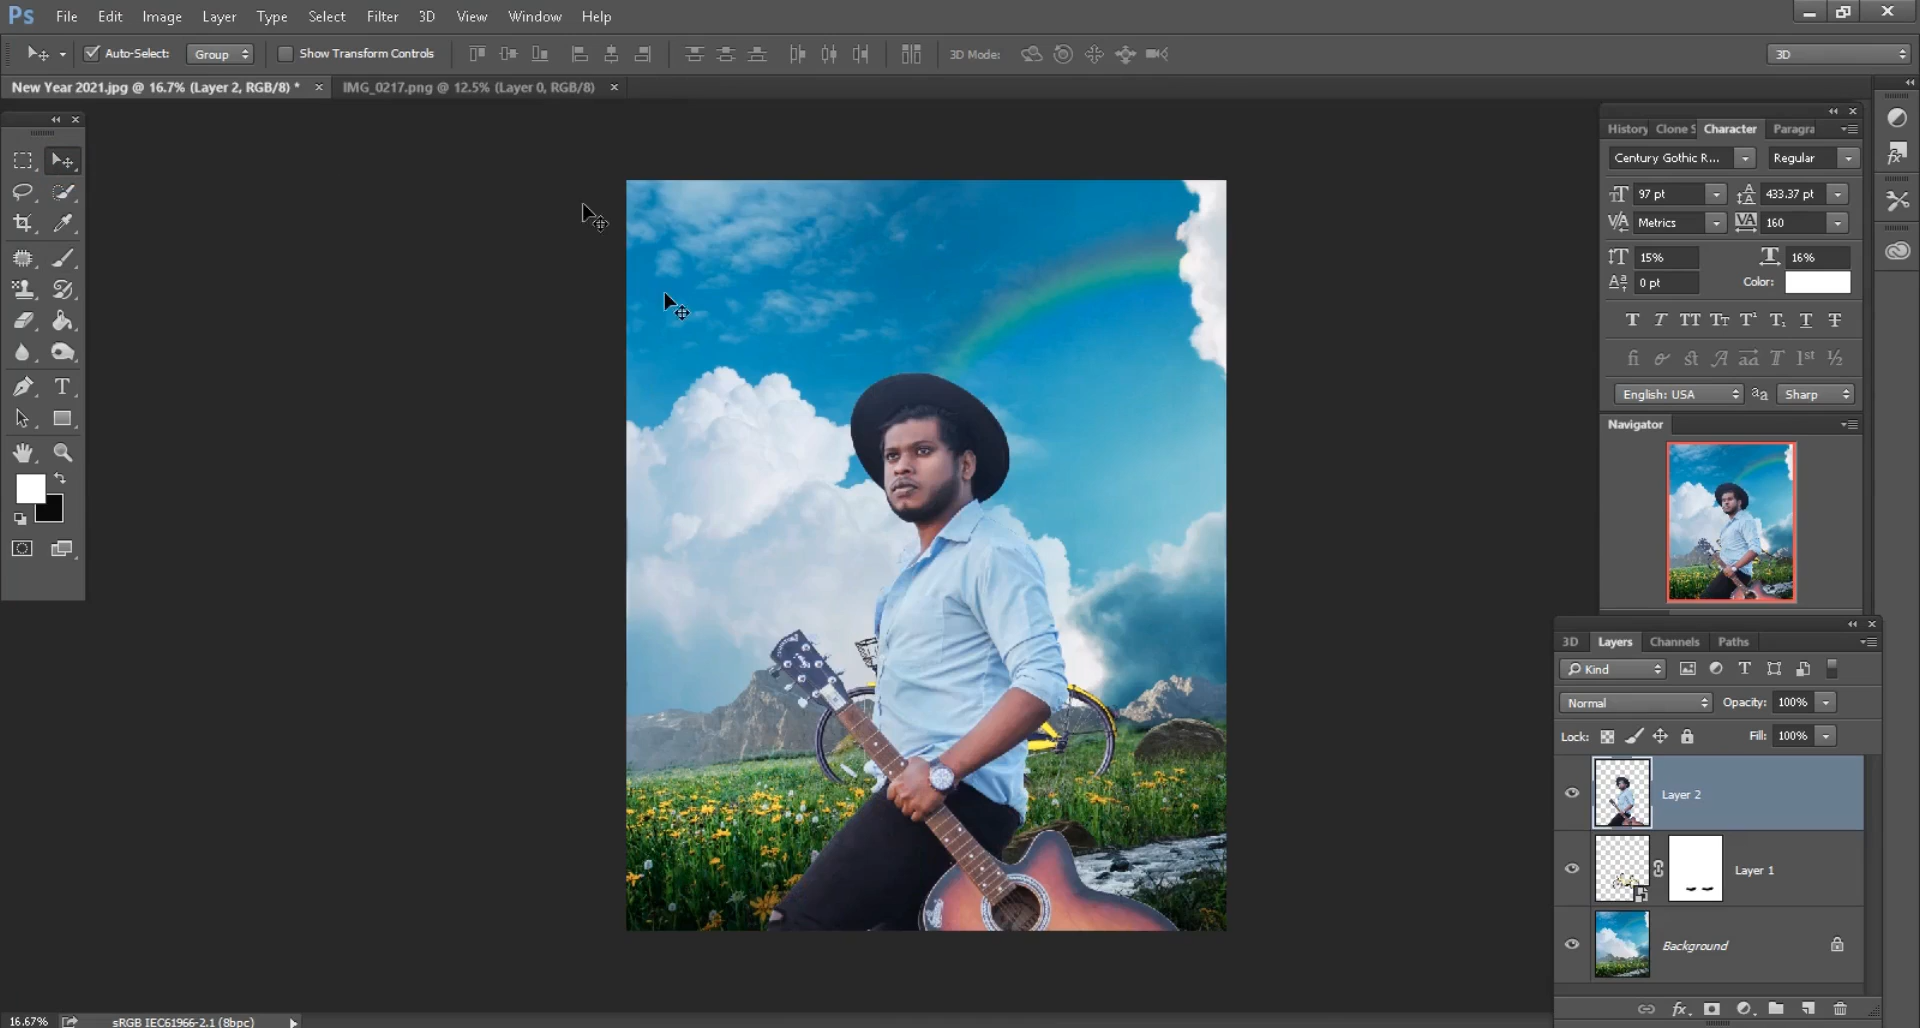 Ps File Edit Image Layer Type Select Filter 3D View Window Help
Auto-Select: Group Show Transform Controls 3D Mode: 3D
New Year 2021.jpg @ 16.7% (Layer 2, RGB/8) * × IMG_0217.png @ 12.5% (Layer 0, RGB/8) ×
History Clone S Character Paragra
Century Gothic R... Regular
97 pt 433.37 pt
Metrics 160
15% 16%
0 pt Color:
English: USA aa Sharp
Navigator
3D Layers Channels Paths
Kind
Normal Opacity: 100%
Lock: Fill: 100%
Layer 2
Layer 1
Background
16.67% sRGB IEC61966-2.1 (8bpc)